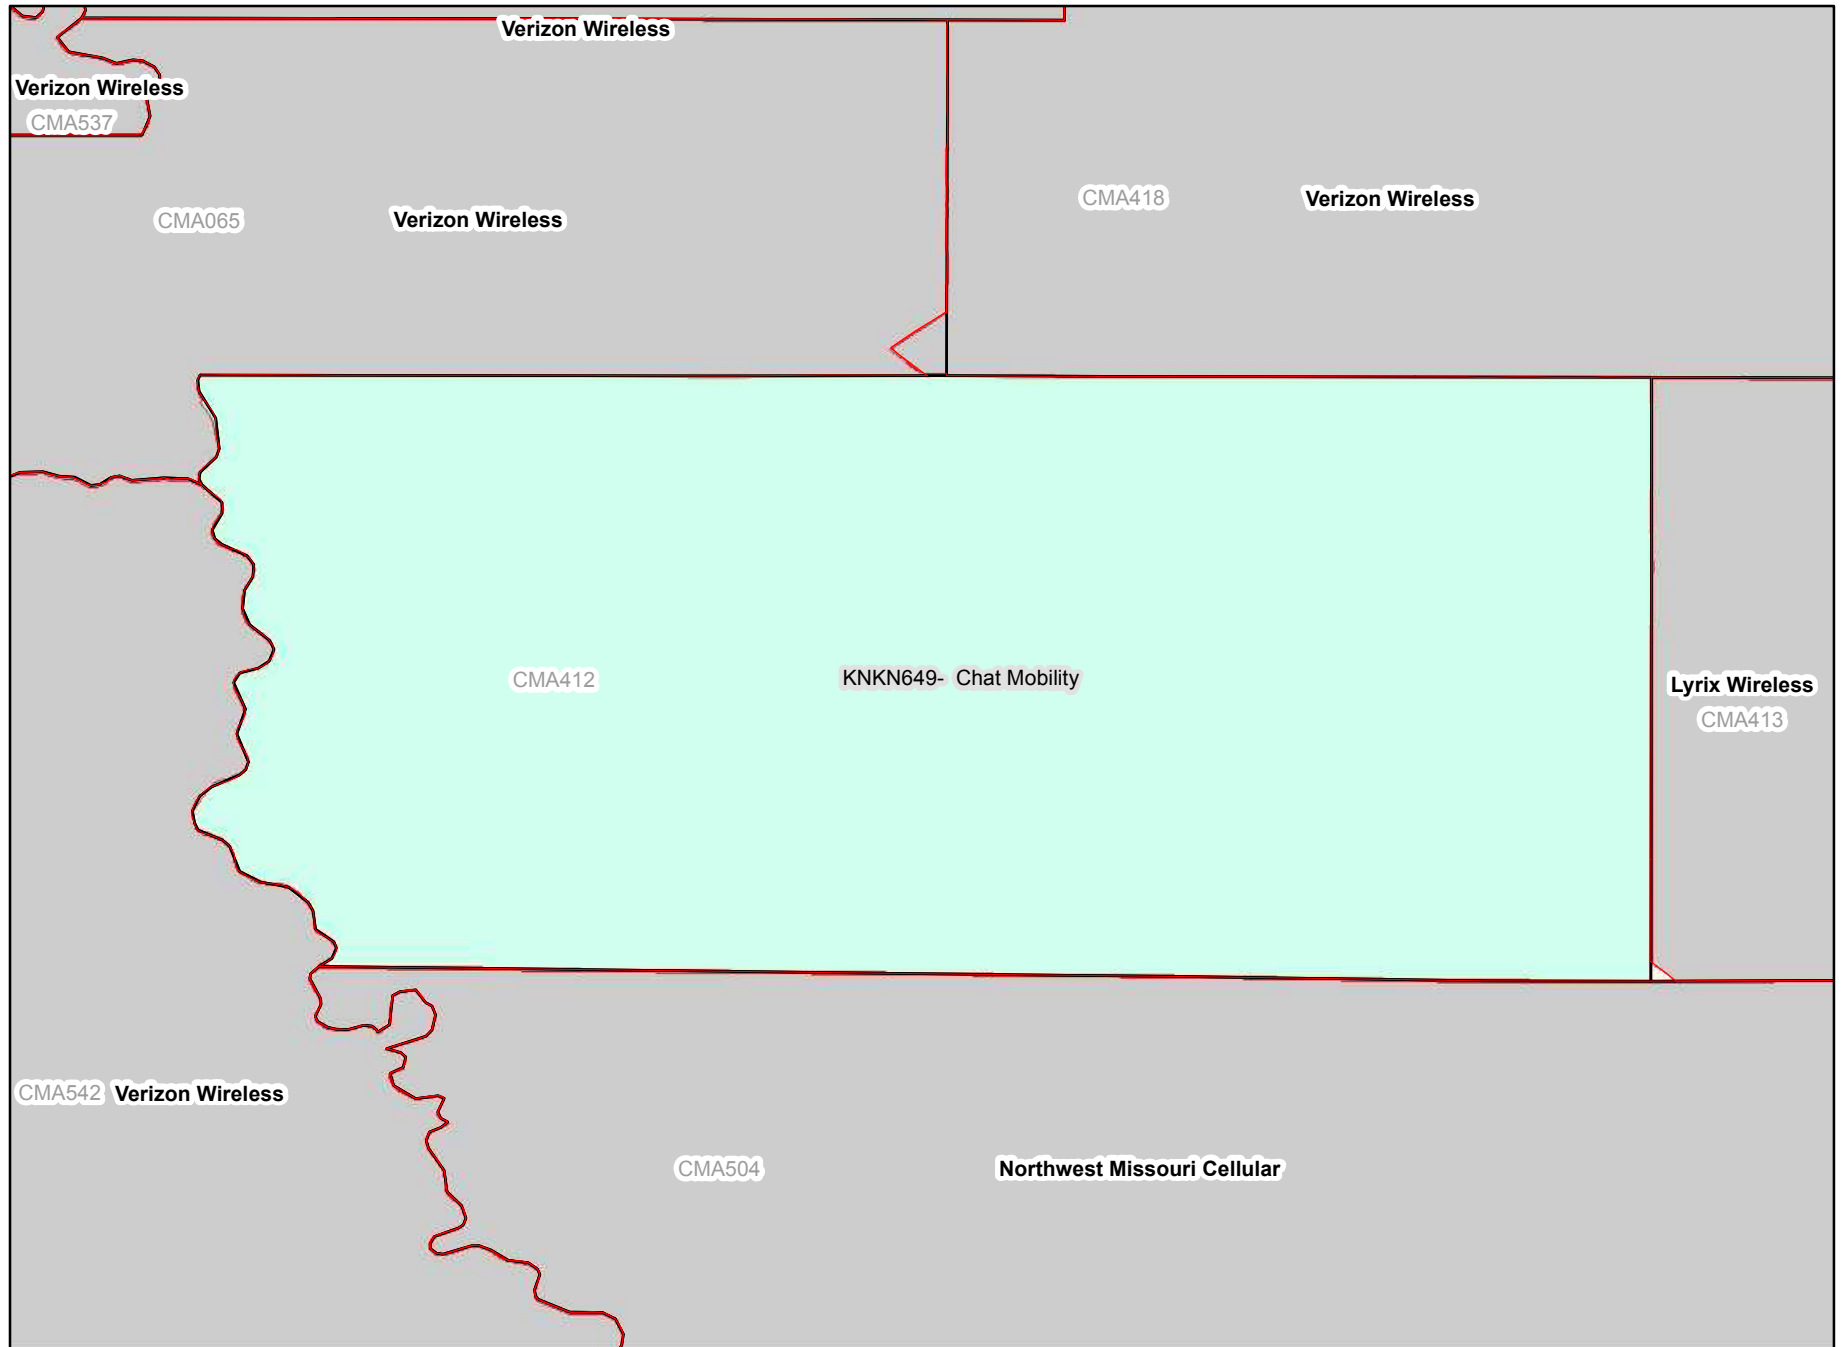 Verizon Wireless
Verizon Wireless
CMA537
CMA418 Verizon Wireless
CMA065 Verizon Wireless
CMA412 KNKN649- Chat Mobility
Lyrix Wireless
CMA413
CMA542 Verizon Wireless
CMA504 Northwest Missouri Cellular